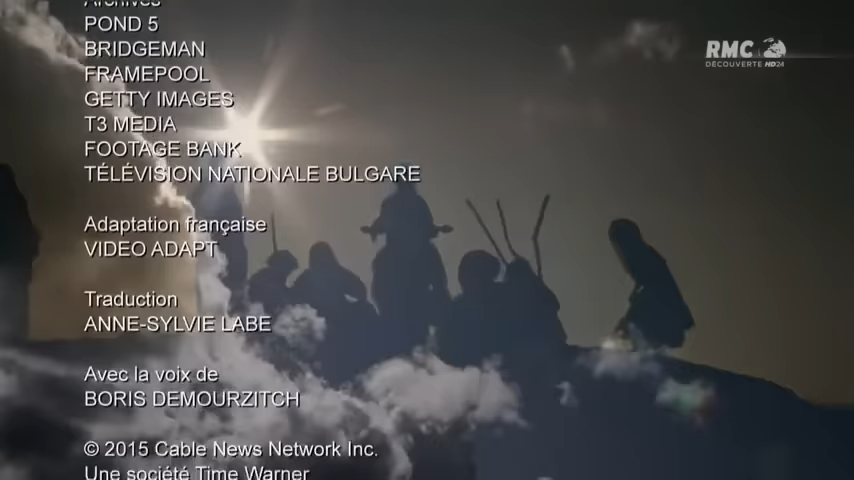 Archives
POND 5
BRIDGEMAN
FRAMEPOOL
GETTY IMAGES
T3 MEDIA
FOOTAGE BANK
TÉLÉVISION NATIONALE BULGARE
Adaptation française
VIDEO ADAPT
Traduction
ANNE-SYLVIE LABE
Avec la voix de
BORIS DEMOURZITCH
© 2015 Cable News Network Inc.
Une société Time Warner
RMC
DÉCOUVERTE HD24